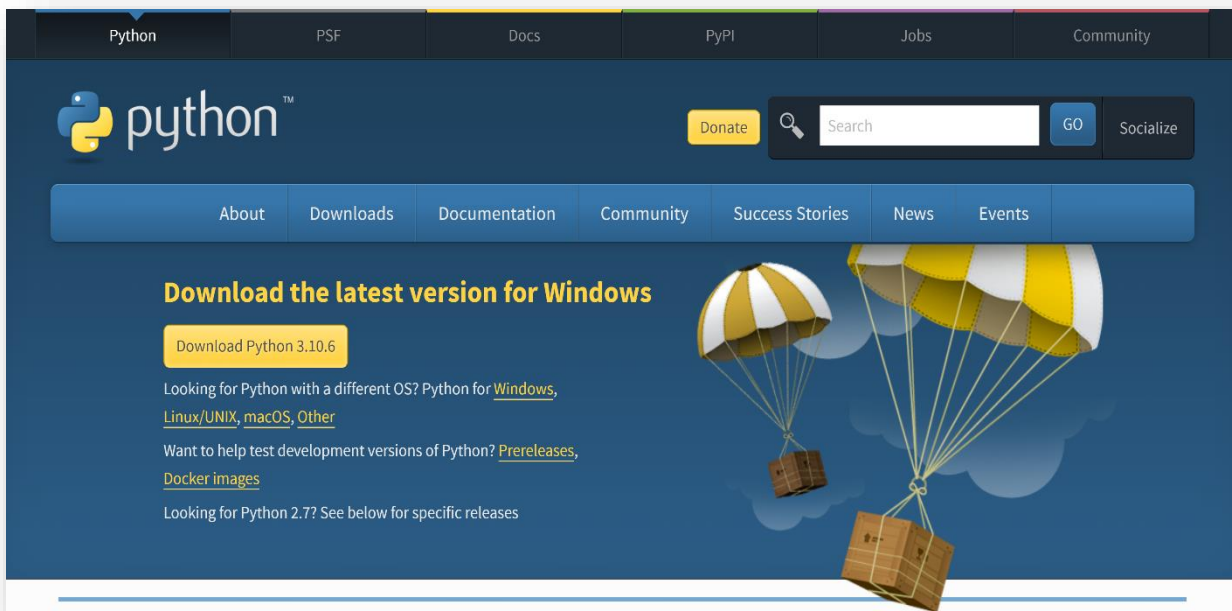 Python PSF Docs PyPI Jobs Community
python™
Donate Search GO Socialize
About Downloads Documentation Community Success Stories News Events
Download the latest version for Windows
Download Python 3.10.6
Looking for Python with a different OS? Python for Windows,
Linux/UNIX, macOS, Other
Want to help test development versions of Python? Prereleases,
Docker images
Looking for Python 2.7? See below for specific releases